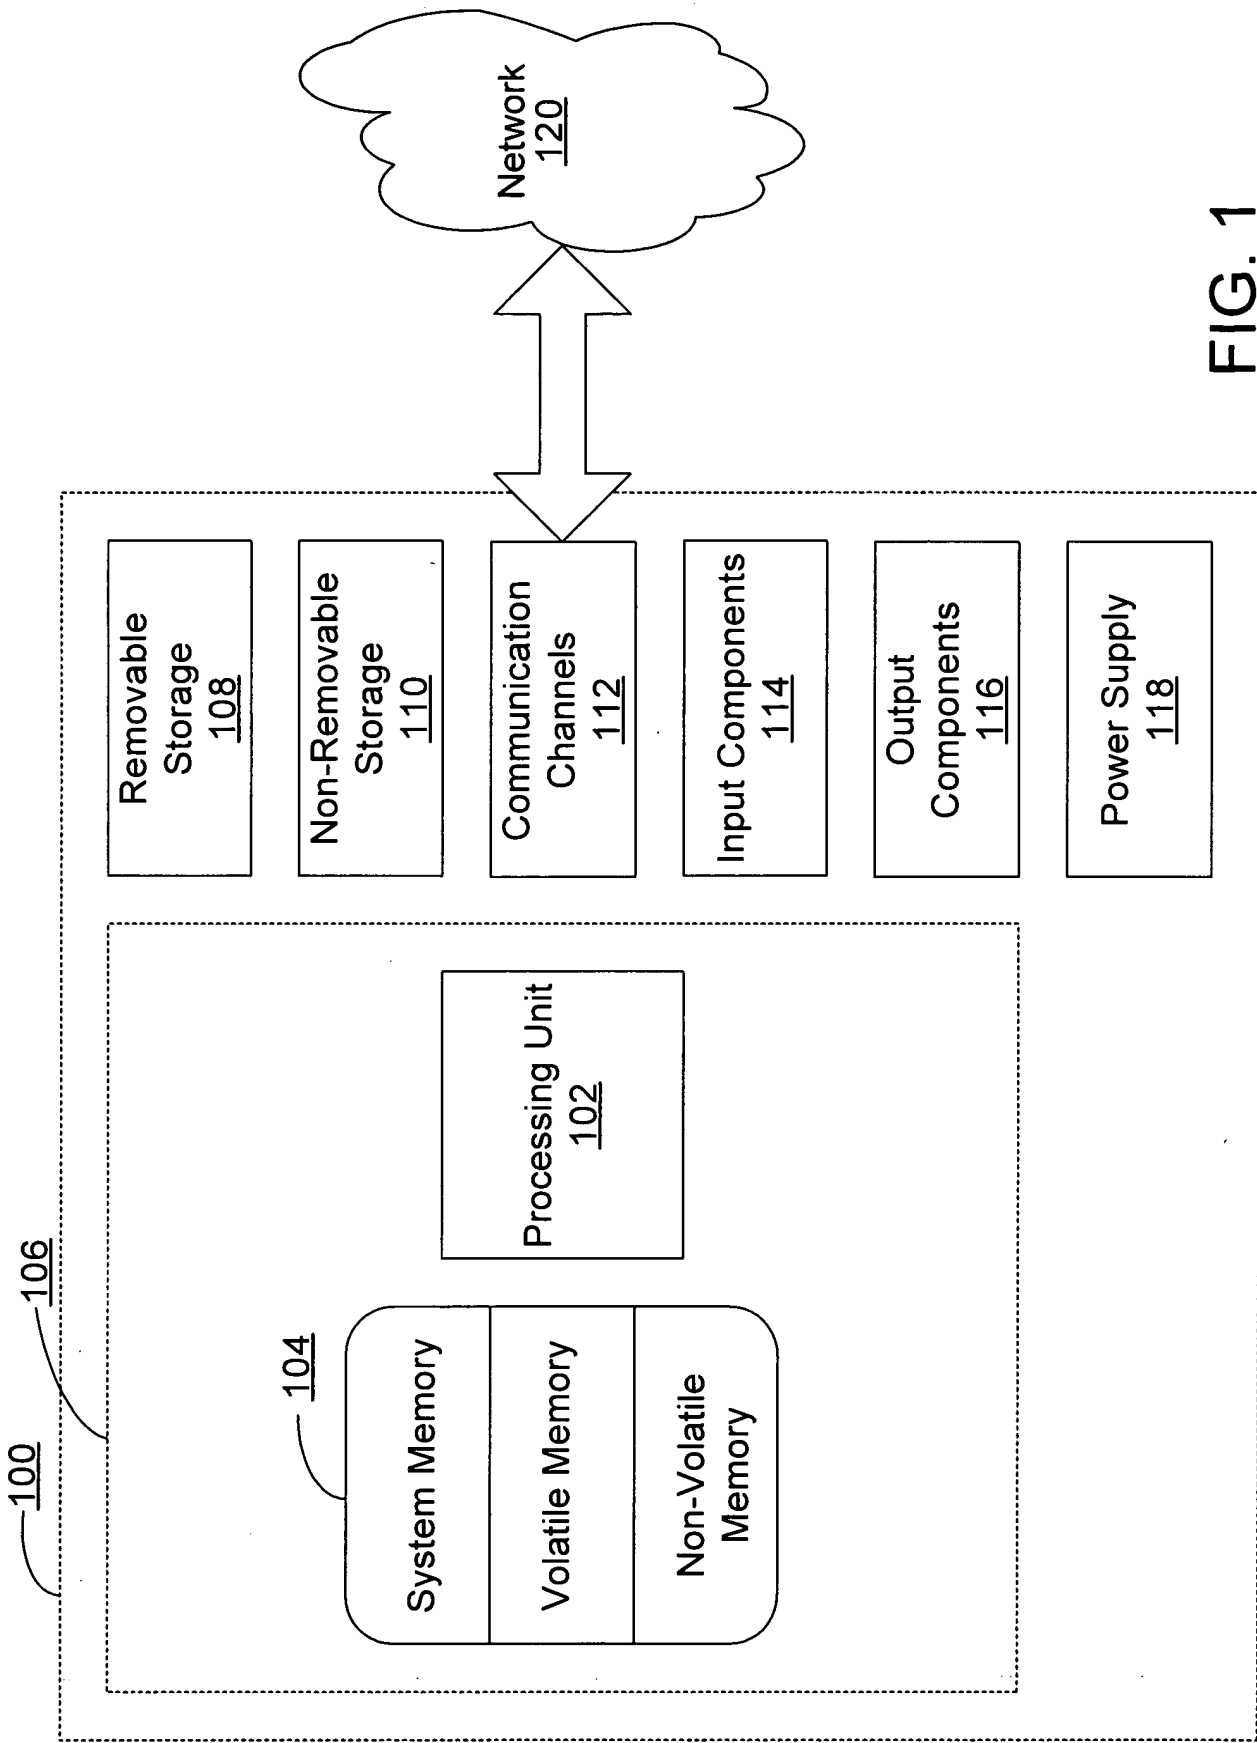 100
106
104
System Memory
Volatile Memory
Non-Volatile
Memory
Processing Unit
102
Removable
Storage
108
Non-Removable
Storage
110
Communication
Channels
112
Input Components
114
Output
Components
116
Power Supply
118
Network
120
FIG. 1